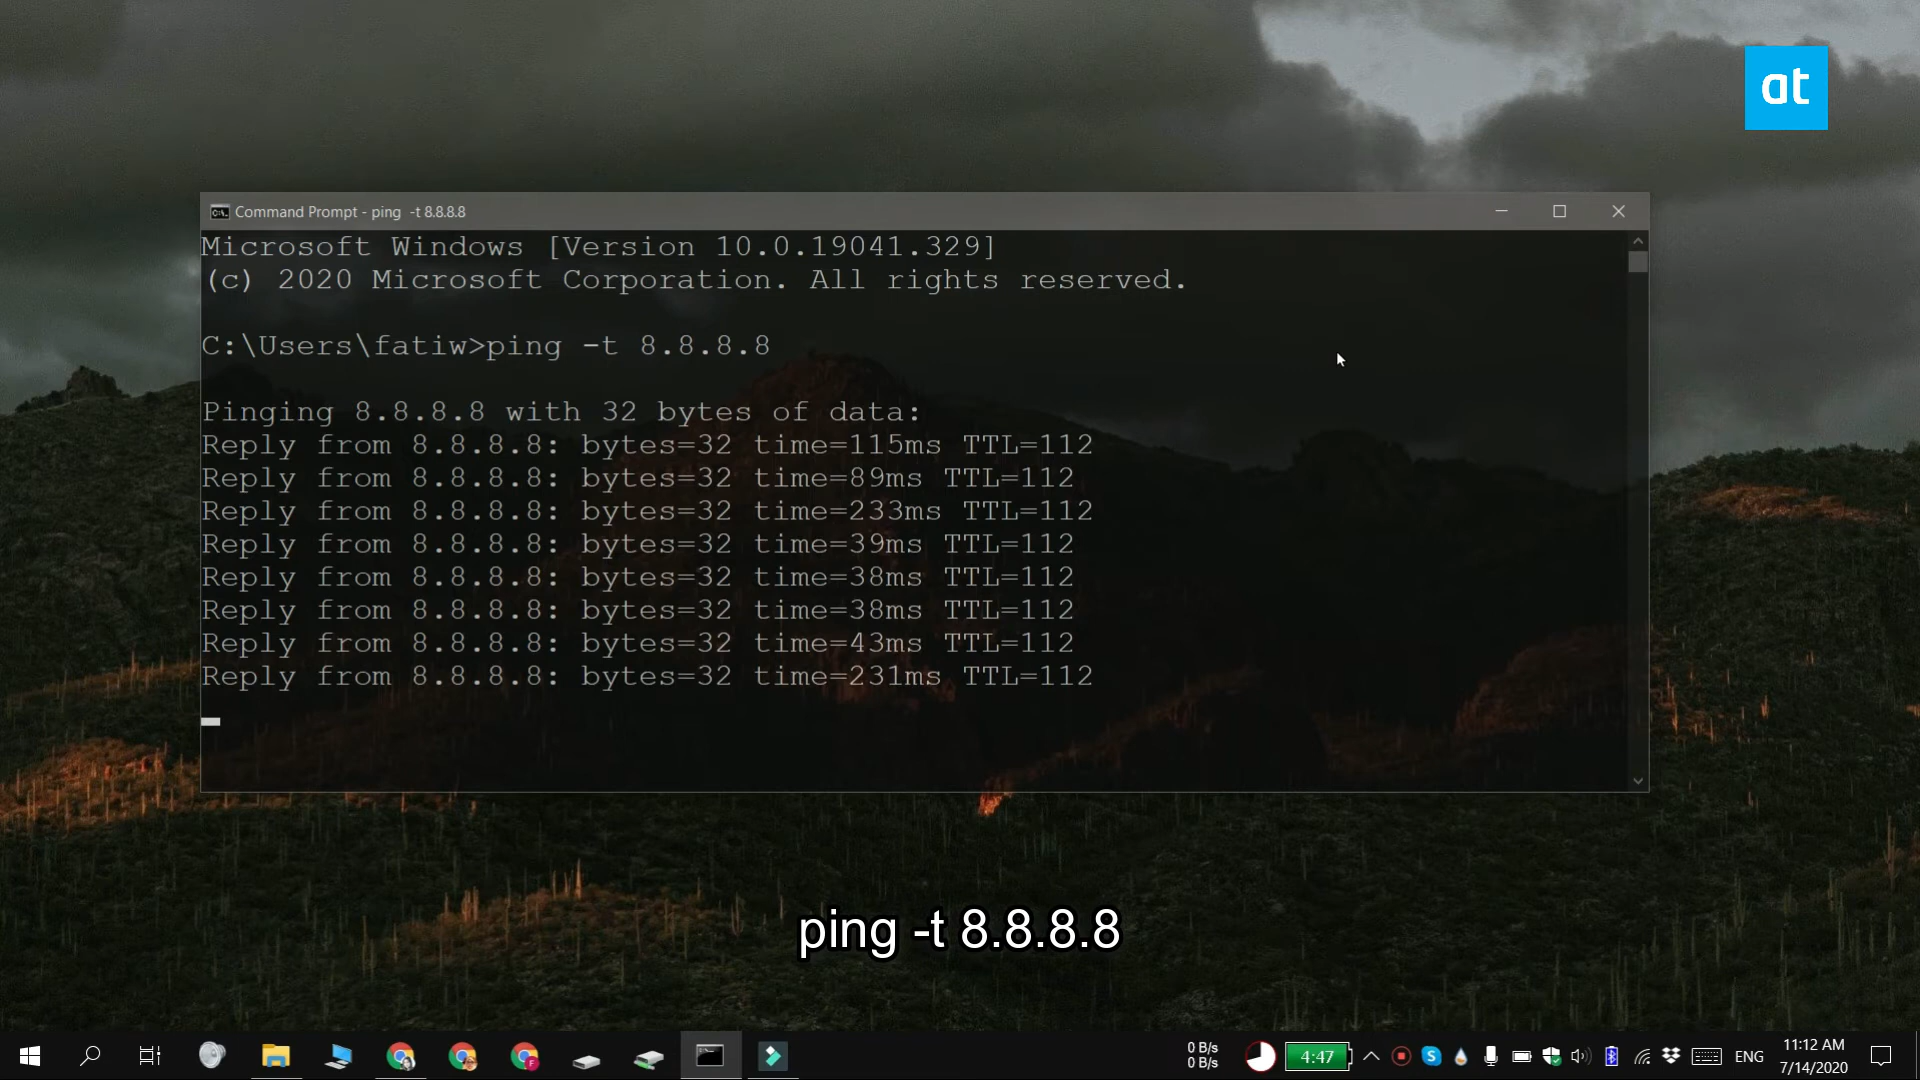 at
Command Prompt - ping -t 8.8.8.8
Microsoft Windows [Version 10.0.19041.329]
(c) 2020 Microsoft Corporation. All rights reserved.
C:\Users\fatiw>ping -t 8.8.8.8
Pinging 8.8.8.8 with 32 bytes of data:
Reply from 8.8.8.8: bytes=32 time=115ms TTL=112
Reply from 8.8.8.8: bytes=32 time=89ms TTL=112
Reply from 8.8.8.8: bytes=32 time=233ms TTL=112
Reply from 8.8.8.8: bytes=32 time=39ms TTL=112
Reply from 8.8.8.8: bytes=32 time=38ms TTL=112
Reply from 8.8.8.8: bytes=32 time=38ms TTL=112
Reply from 8.8.8.8: bytes=32 time=43ms TTL=112
Reply from 8.8.8.8: bytes=32 time=231ms TTL=112
ping -t 8.8.8.8
0 B/s
0 B/s
4:47
ENG
11:12 AM
7/14/2020